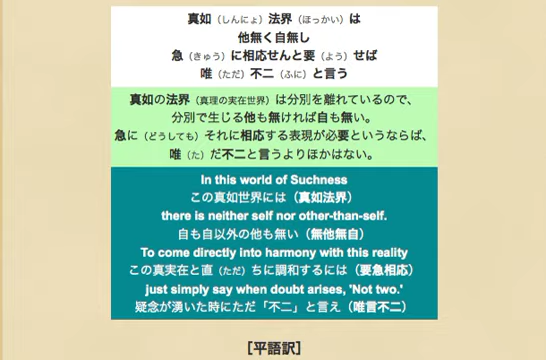 真如（しんにょ）法界（ほっかい）は
他無く自無し
急（きゅう）に相応せんと要（よう）せば
唯（ただ）不二（ふに）と言う
真如の法界（真理の実在世界）は分別を離れているので、
分別で生じる他も無ければ自も無い。
急に（どうしても）それに相応する表現が必要というならば、
唯（た）だ不二と言うよりほかはない。
In this world of Suchness
この真如世界には（真如法界）
there is neither self nor other-than-self.
自も自以外の他も無い（無他無自）
To come directly into harmony with this reality
この真実在と直（ただ）ちに調和するには（要急相応）
just simply say when doubt arises, 'Not two.'
疑念が湧いた時にただ「不二」と言え（唯言不二）
［平語訳］